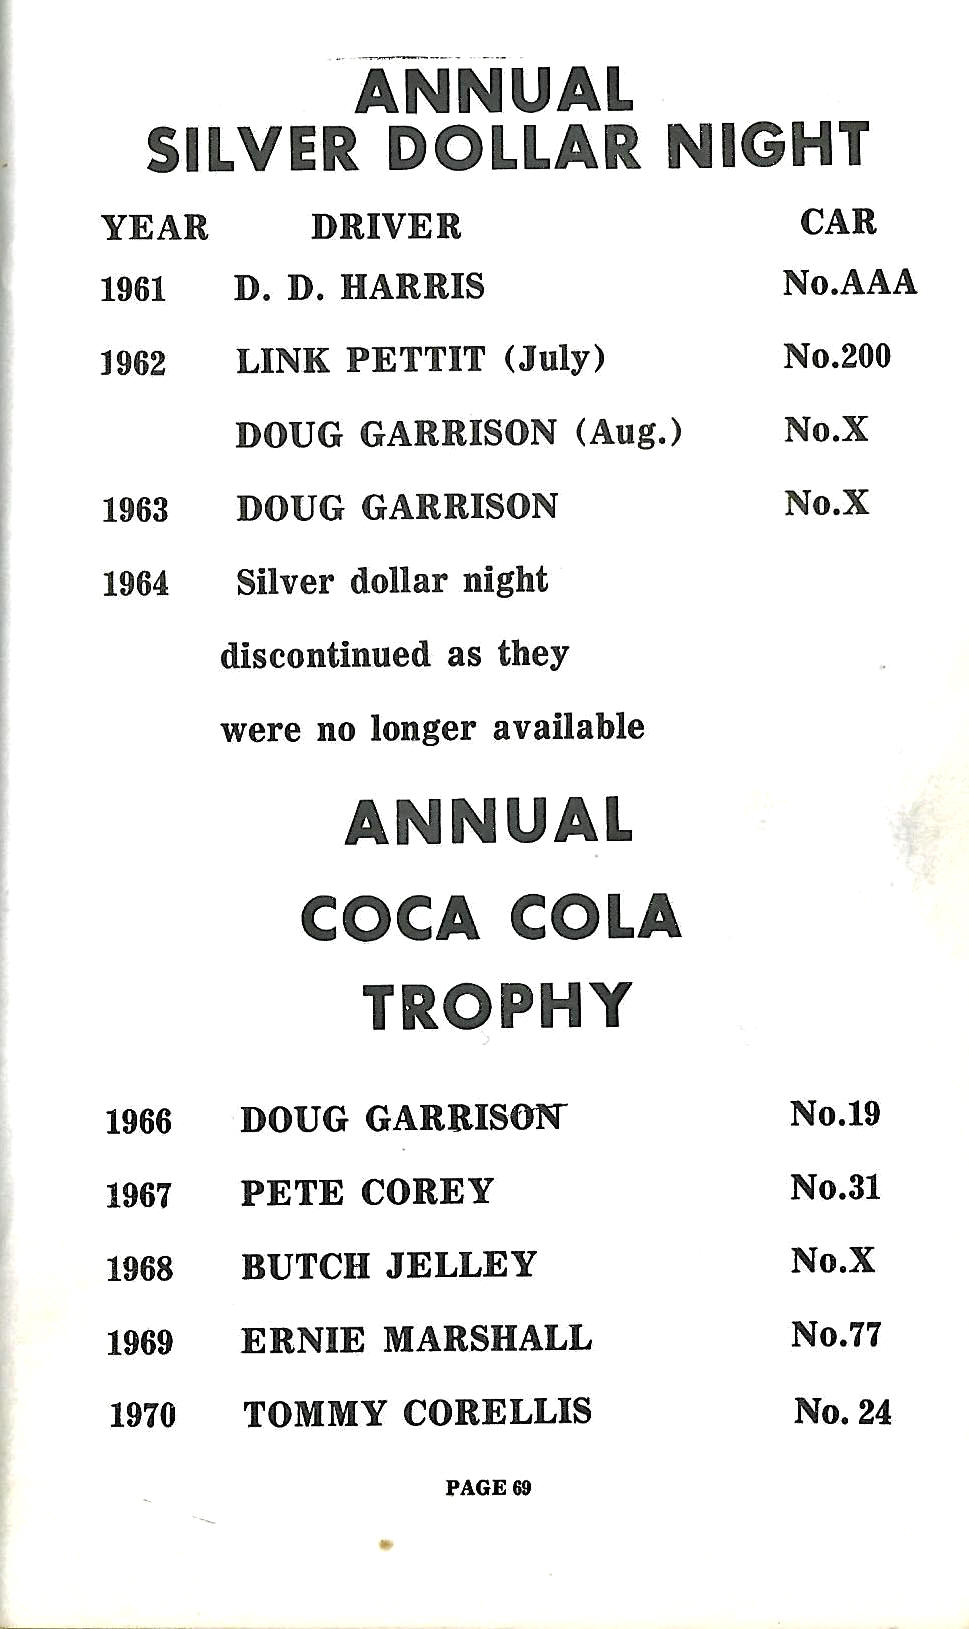 ANNUAL
SILVER DOLLAR NIGHT
YEAR DRIVER CAR
1961 D. D. HARRIS No.AAA
1962 LINK PETTIT (July) No.200
DOUG GARRISON (Aug.) No.X
1963 DOUG GARRISON No.X
1964 Silver dollar night
discontinued as they
were no longer available
ANNUAL
COCA COLA
TROPHY
1966 DOUG GARRISON No.19
1967 PETE COREY No.31
1968 BUTCH JELLEY No.X
1969 ERNIE MARSHALL No.77
1970 TOMMY CORELLIS No. 24
PAGE 69